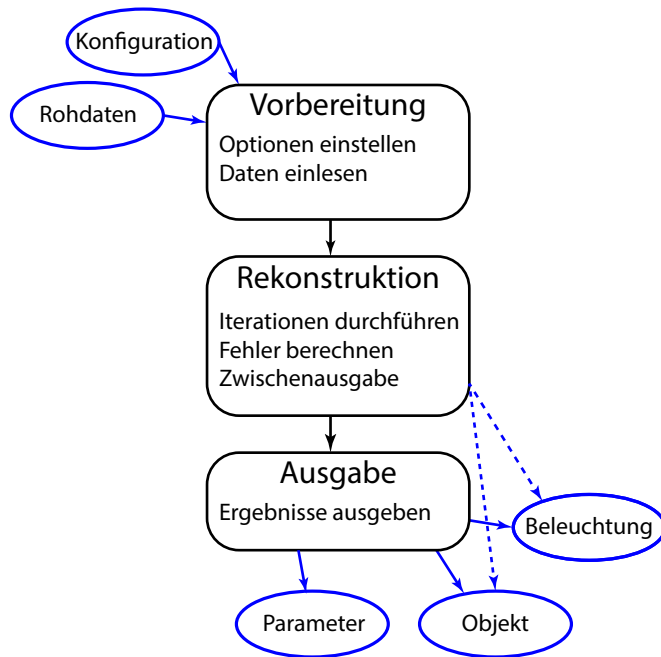 Konfiguration
Rohdaten
Vorbereitung
Optionen einstellen
Daten einlesen
Rekonstruktion
Iterationen durchführen
Fehler berechnen
Zwischenausgabe
Ausgabe
Ergebnisse ausgeben
Beleuchtung
Parameter
Objekt